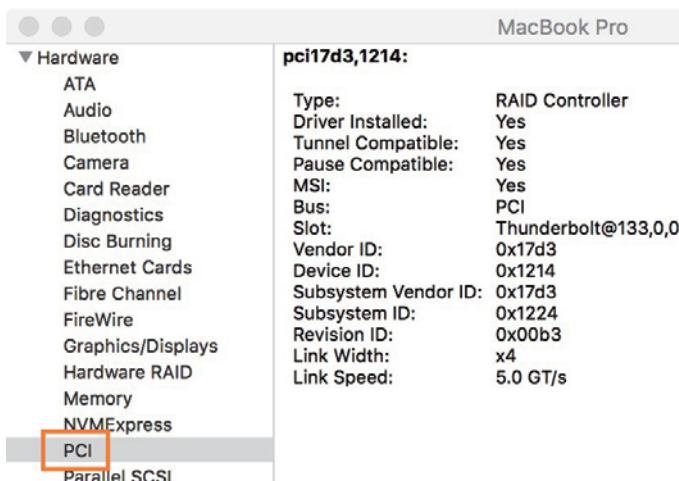 MacBook Pro
Hardware
ATA
Audio
Bluetooth
Camera
Card Reader
Diagnostics
Disc Burning
Ethernet Cards
Fibre Channel
FireWire
Graphics/Displays
Hardware RAID
Memory
NVMExpress
PCI
Parallel SCSI
pci17d3,1214:
Type: RAID Controller
Driver Installed: Yes
Tunnel Compatible: Yes
Pause Compatible: Yes
MSI: Yes
Bus: PCI
Slot: Thunderbolt@133,0,0
Vendor ID: 0x17d3
Device ID: 0x1214
Subsystem Vendor ID: 0x17d3
Subsystem ID: 0x1224
Revision ID: 0x00b3
Link Width: x4
Link Speed: 5.0 GT/s